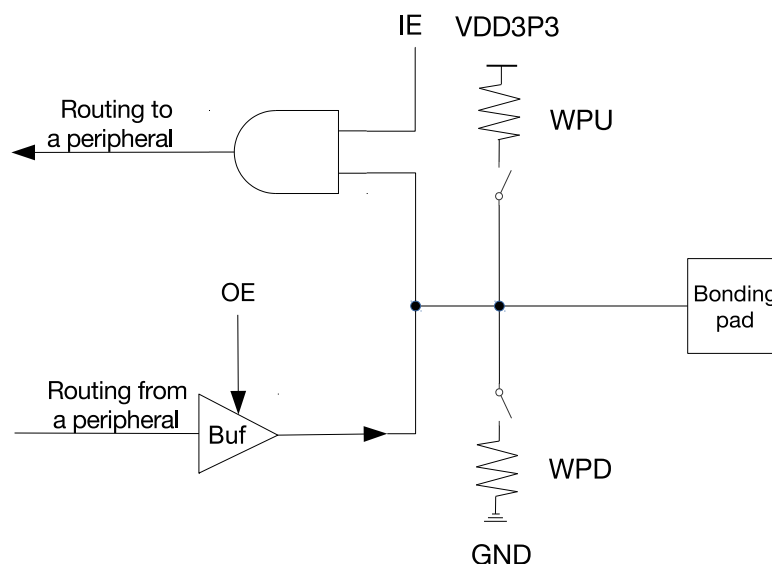 IE
VDD3P3
Routing to
a peripheral
WPU
OE
Bonding
pad
Routing from
a peripheral
Buf
WPD
GND